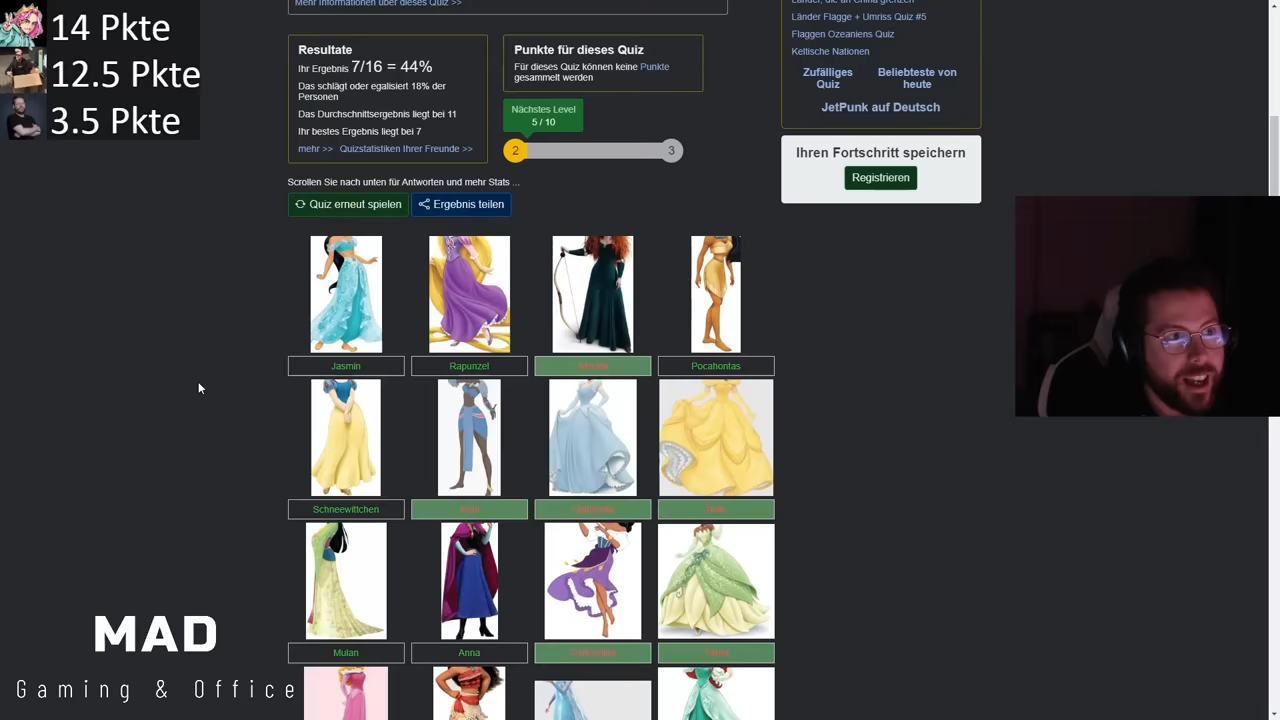 14 Pkte
12.5 Pkte
3.5 Pkte
Mehr Informationen über dieses Quiz >>
Resultate
Ihr Ergebnis 7/16 = 44%
Das schlägt oder egalisiert 18% der
Personen
Das Durchschnittsergebnis liegt bei 11
Ihr bestes Ergebnis liegt bei 7
mehr >> Quizstatistiken Ihrer Freunde >>
Punkte für dieses Quiz
Für dieses Quiz können keine Punkte
gesammelt werden
Nächstes Level
5 / 10
2
3
Länder, die an China grenzen
Länder Flagge + Umriss Quiz #5
Flaggen Ozeaniens Quiz
Keltische Nationen
Zufälliges
Quiz
Beliebteste von
heute
JetPunk auf Deutsch
Ihren Fortschritt speichern
Registrieren
Scrollen Sie nach unten für Antworten und mehr Stats ...
Quiz erneut spielen
Ergebnis teilen
Jasmin
Rapunzel
Pocahontas
Schneewittchen
Mulan
Anna
MAD
Gaming & Office